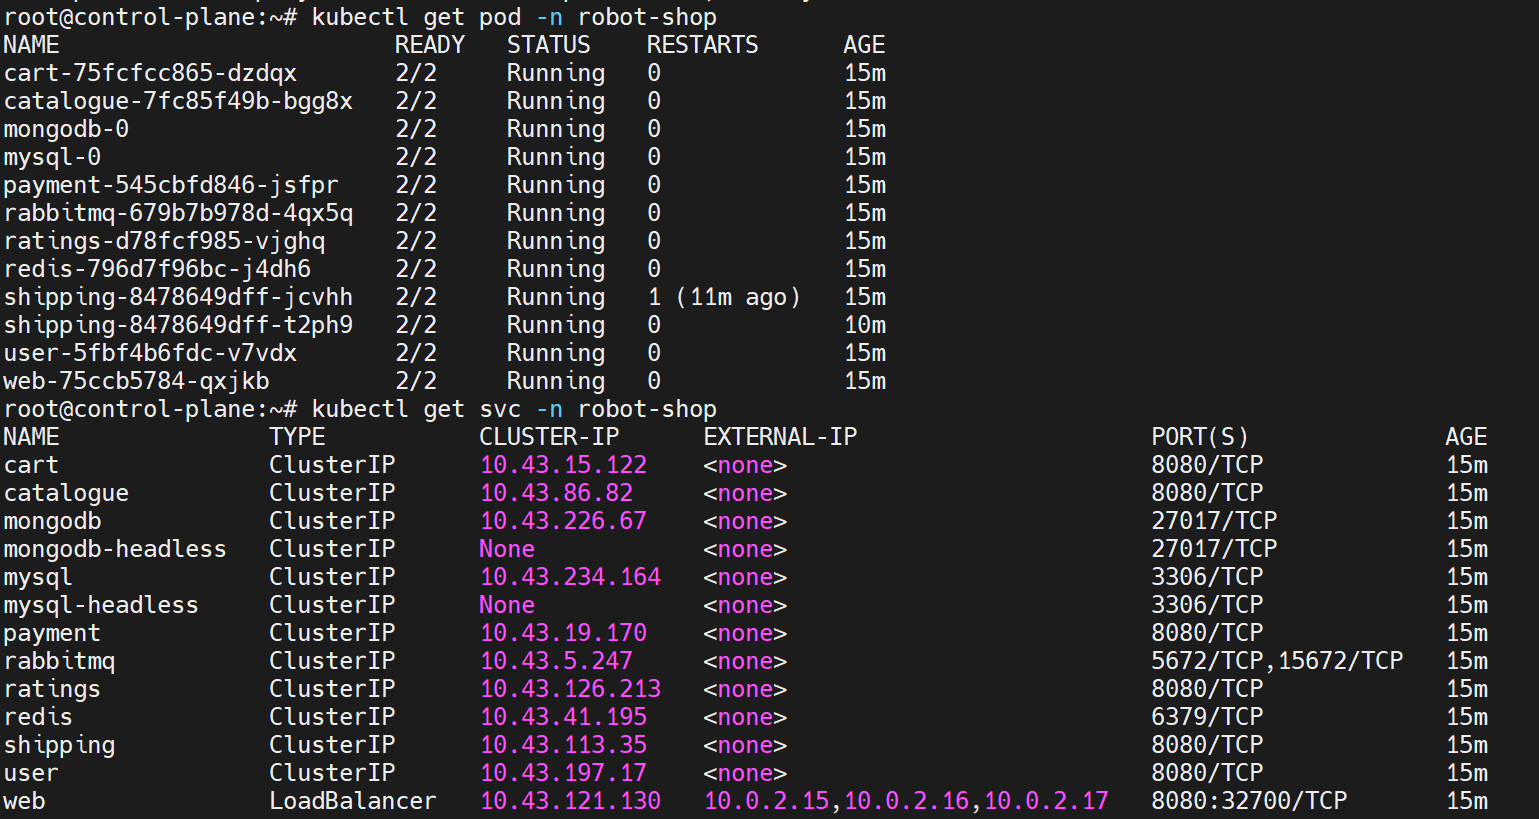 root@control-plane:~# kubectl get pod -n robot-shop
NAME                        READY   STATUS    RESTARTS      AGE
cart-75fcfcc865-dzdqx       2/2     Running   0             15m
catalogue-7fc85f49b-bgg8x   2/2     Running   0             15m
mongodb-0                   2/2     Running   0             15m
mysql-0                     2/2     Running   0             15m
payment-545cbfd846-jsfpr    2/2     Running   0             15m
rabbitmq-679b7b978d-4qx5q   2/2     Running   0             15m
ratings-d78fcf985-vjghq     2/2     Running   0             15m
redis-796d7f96bc-j4dh6      2/2     Running   0             15m
shipping-8478649dff-jcvhh   2/2     Running   1 (11m ago)   15m
shipping-8478649dff-t2ph9   2/2     Running   0             10m
user-5fbf4b6fdc-v7vdx       2/2     Running   0             15m
web-75ccb5784-qxjkb         2/2     Running   0             15m
root@control-plane:~# kubectl get svc -n robot-shop
NAME               TYPE           CLUSTER-IP      EXTERNAL-IP                     PORT(S)              AGE
cart               ClusterIP      10.43.15.122    <none>                          8080/TCP             15m
catalogue          ClusterIP      10.43.86.82     <none>                          8080/TCP             15m
mongodb            ClusterIP      10.43.226.67    <none>                          27017/TCP            15m
mongodb-headless   ClusterIP      None            <none>                          27017/TCP            15m
mysql              ClusterIP      10.43.234.164   <none>                          3306/TCP             15m
mysql-headless     ClusterIP      None            <none>                          3306/TCP             15m
payment            ClusterIP      10.43.19.170    <none>                          8080/TCP             15m
rabbitmq           ClusterIP      10.43.5.247     <none>                          5672/TCP,15672/TCP   15m
ratings            ClusterIP      10.43.126.213   <none>                          8080/TCP             15m
redis              ClusterIP      10.43.41.195    <none>                          6379/TCP             15m
shipping           ClusterIP      10.43.113.35    <none>                          8080/TCP             15m
user               ClusterIP      10.43.197.17    <none>                          8080/TCP             15m
web                LoadBalancer   10.43.121.130   10.0.2.15,10.0.2.16,10.0.2.17   8080:32700/TCP       15m